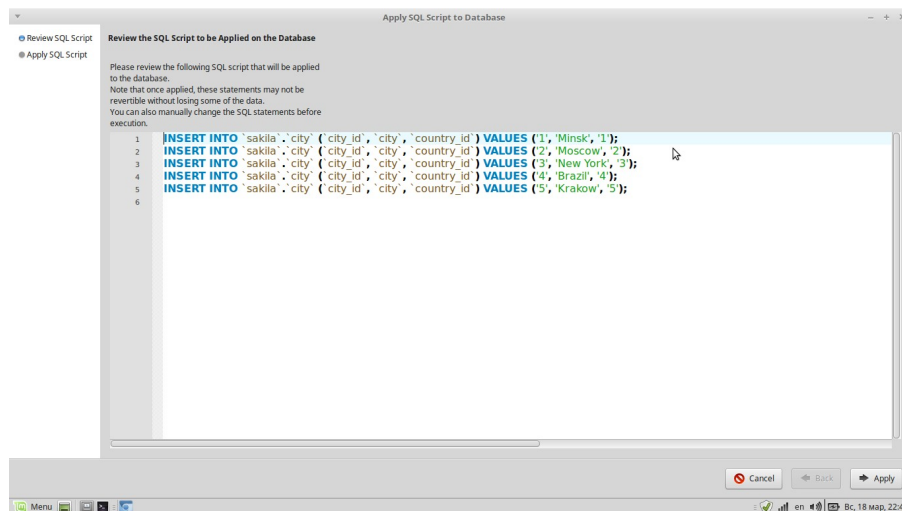 Apply SQL Script to Database
Review SQL Script
Apply SQL Script
Review the SQL Script to be Applied on the Database
Please review the following SQL script that will be applied
to the database.
Note that once applied, these statements may not be
revertible without losing some of the data.
You can also manually change the SQL statements before
execution.
1 INSERT INTO `sakila`.`city` (`city_id`, `city`, `country_id`) VALUES ('1', 'Minsk', '1');
2 INSERT INTO `sakila`.`city` (`city_id`, `city`, `country_id`) VALUES ('2', 'Moscow', '2');
3 INSERT INTO `sakila`.`city` (`city_id`, `city`, `country_id`) VALUES ('3', 'New York', '3');
4 INSERT INTO `sakila`.`city` (`city_id`, `city`, `country_id`) VALUES ('4', 'Brazil', '4');
5 INSERT INTO `sakila`.`city` (`city_id`, `city`, `country_id`) VALUES ('5', 'Krakow', '5');
6
Cancel Back Apply
Menu en Вс, 18 мар, 22:4